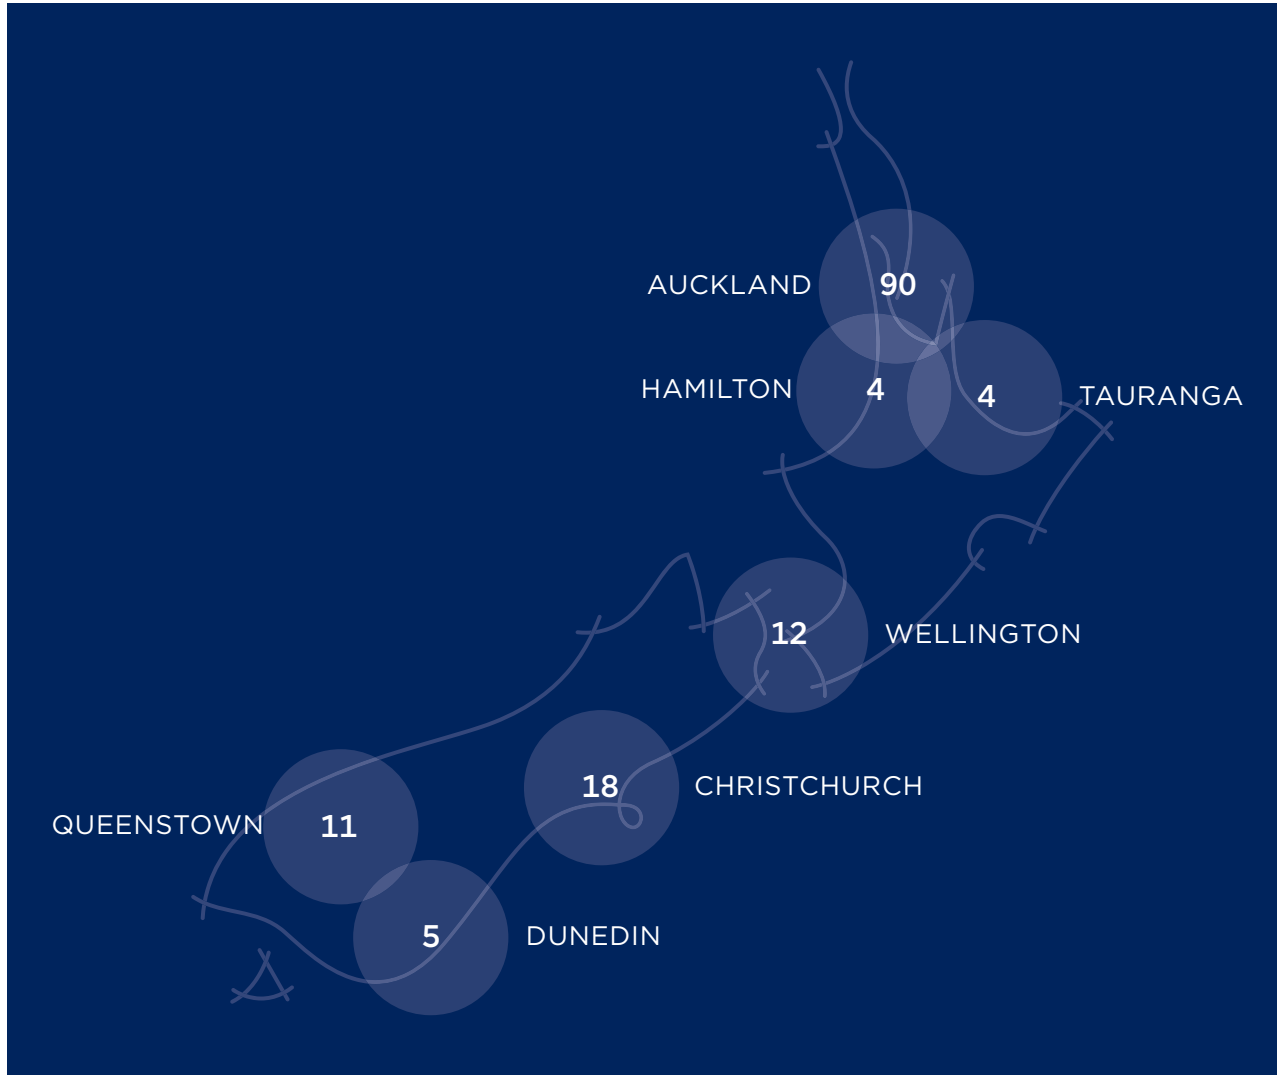 AUCKLAND 90
HAMILTON 4
4 TAURANGA
12 WELLINGTON
18 CHRISTCHURCH
QUEENSTOWN 11
5 DUNEDIN